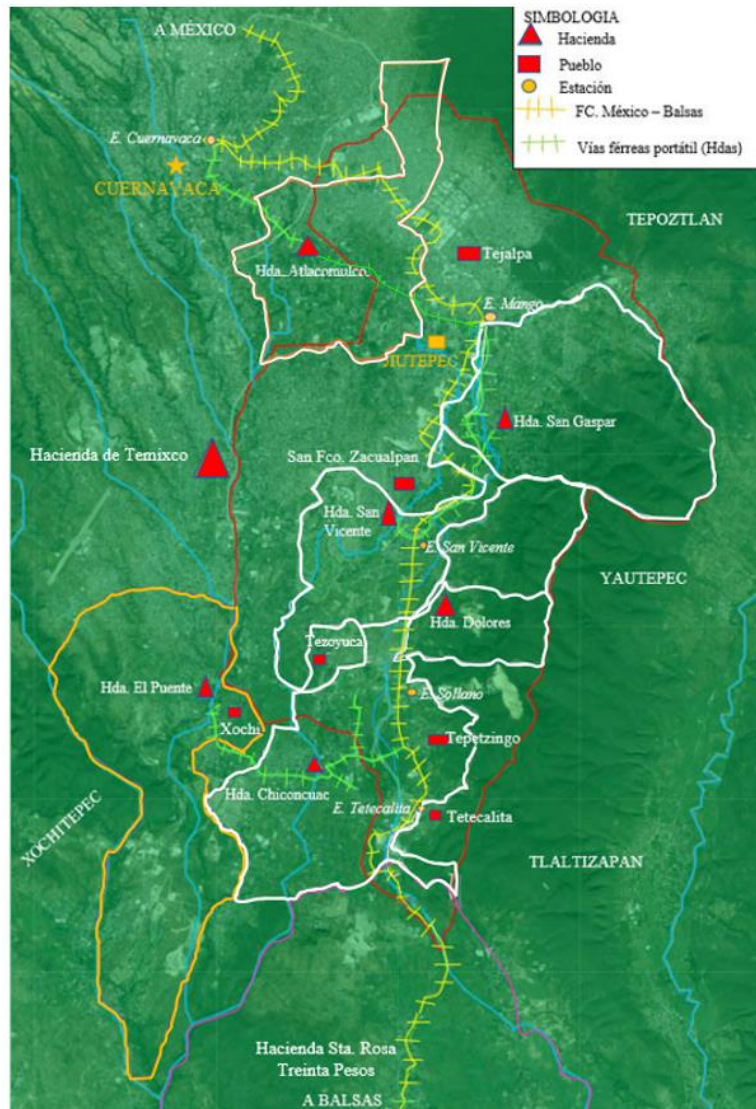 SIMBOLOGIA
Hacienda
Pueblo
Estación
FC. México – Balsas
Vías férreas portátil (Hdas)
A MÉXICO
E. Cuernavaca
CUERNAVACA
TEPOZTLAN
Tejalpa
Hda. Atlacomulco
E. Mango
JIUTEPEC
Hda. San Gaspar
Hacienda de Temixco
San Fco. Zacualpan
Hda. San
Vicente
E. San Vicente
YAUTEPEC
Hda. Dolores
Tezoyuca
Hda. El Puente
E. Sollano
Xochi
Tepetzingo
Hda. Chiconcuac
E. Tetecalita
Tetecalita
XOCHITEPEC
TLALTIZAPAN
Hacienda Sta. Rosa
Treinta Pesos
A BALSAS